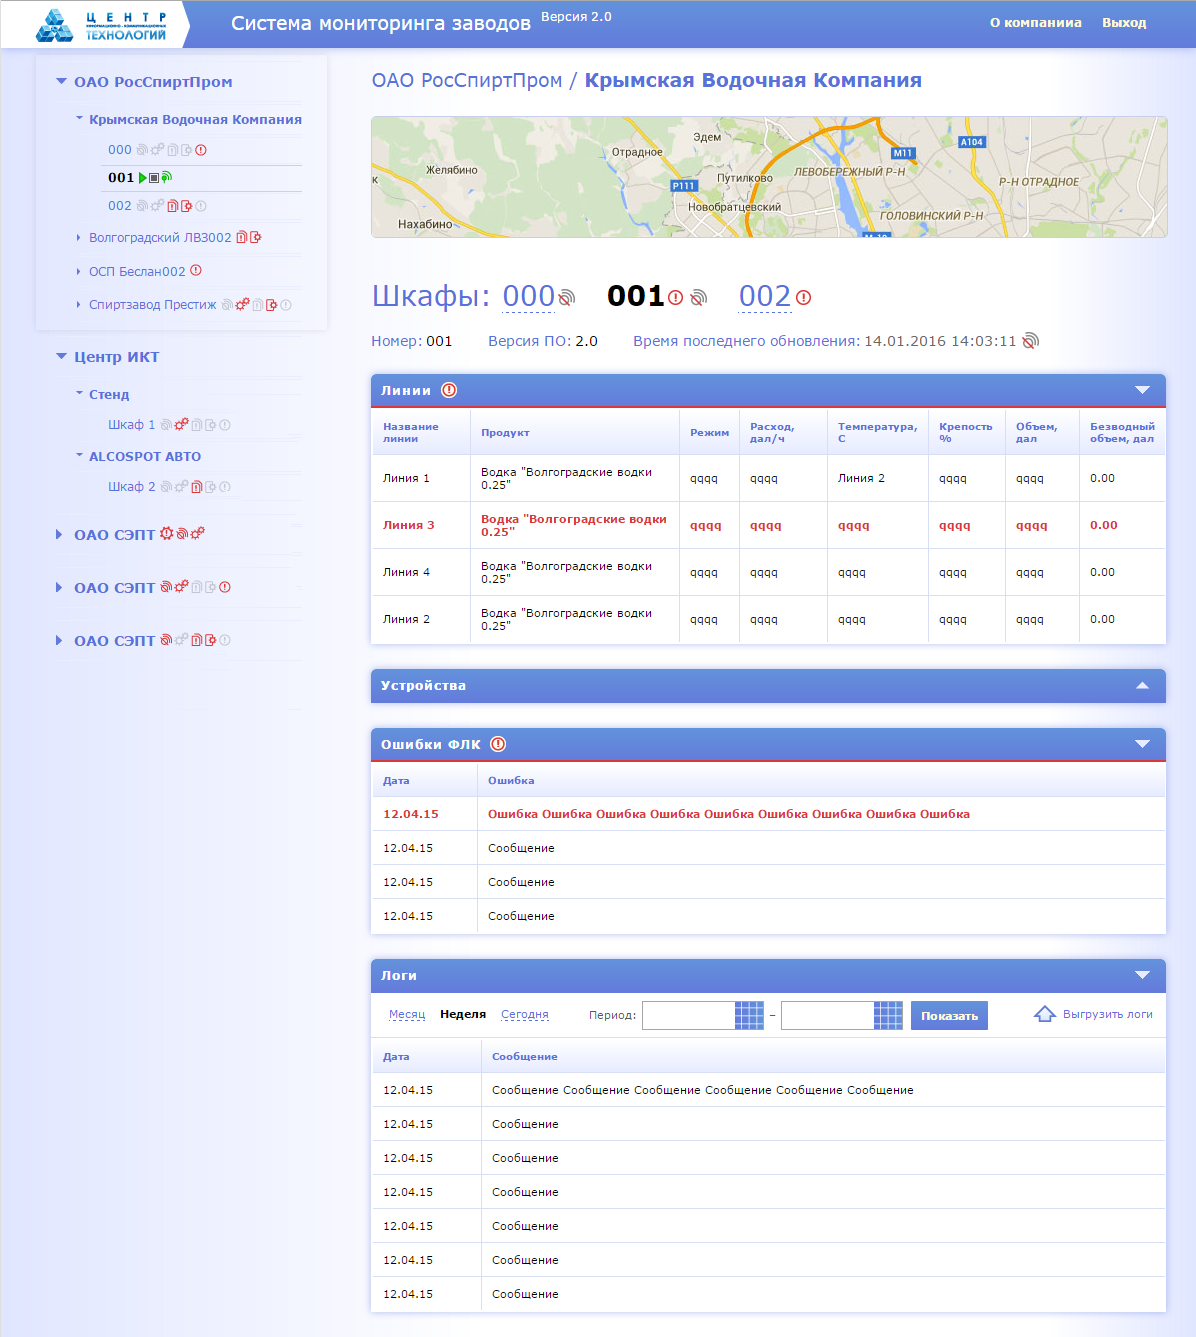 ЦЕНТР
ИНФОРМАЦИОННО - КОММУНИКАЦИОННЫХ
ТЕХНОЛОГИЙ
Система мониторинга заводов Версия 2.0
О компаниии Выход
ОАО РосСпиртПром
Крымская Водочная Компания
000
001
002
Волгоградский ЛВЗ002
ОСП Беслан002
Спиртзавод Престиж
Центр ИКТ
Стенд
Шкаф 1
ALCOSPOT АВТО
Шкаф 2
ОАО СЭПТ
ОАО СЭПТ
ОАО СЭПТ
ОАО РосСпиртПром / Крымская Водочная Компания
Эдем
Отрадное
Желябино
к
Путилково
Новобратцевский
Нахабино
P111
М11
А104
ЛЕВОБЕРЕЖНЫЙ Р-Н
Р-Н ОТРАДНОЕ
ГОЛОВИНСКИЙ Р-Н
М-10
Шкафы: 000 001 002
Номер: 001 Версия ПО: 2.0 Время последнего обновления: 14.01.2016 14:03:11
Линии
Название линии Продукт Режим Расход, дал/ч Температура, С Крепость % Объем, дал Безводный объем, дал
Линия 1 Водка "Волгоградские водки 0.25" qqqq qqqq Линия 2 qqqq qqqq 0.00
Линия 3 Водка "Волгоградские водки 0.25" qqqq qqqq qqqq qqqq qqqq 0.00
Линия 4 Водка "Волгоградские водки 0.25" qqqq qqqq qqqq qqqq qqqq 0.00
Линия 2 Водка "Волгоградские водки 0.25" qqqq qqqq qqqq qqqq qqqq 0.00
Устройства
Ошибки ФЛК
Дата Ошибка
12.04.15 Ошибка Ошибка Ошибка Ошибка Ошибка Ошибка Ошибка Ошибка Ошибка
12.04.15 Сообщение
12.04.15 Сообщение
12.04.15 Сообщение
Логи
Месяц Неделя Сегодня Период: – Показать Выгрузить логи
Дата Сообщение
12.04.15 Сообщение Сообщение Сообщение Сообщение Сообщение Сообщение
12.04.15 Сообщение
12.04.15 Сообщение
12.04.15 Сообщение
12.04.15 Сообщение
12.04.15 Сообщение
12.04.15 Сообщение